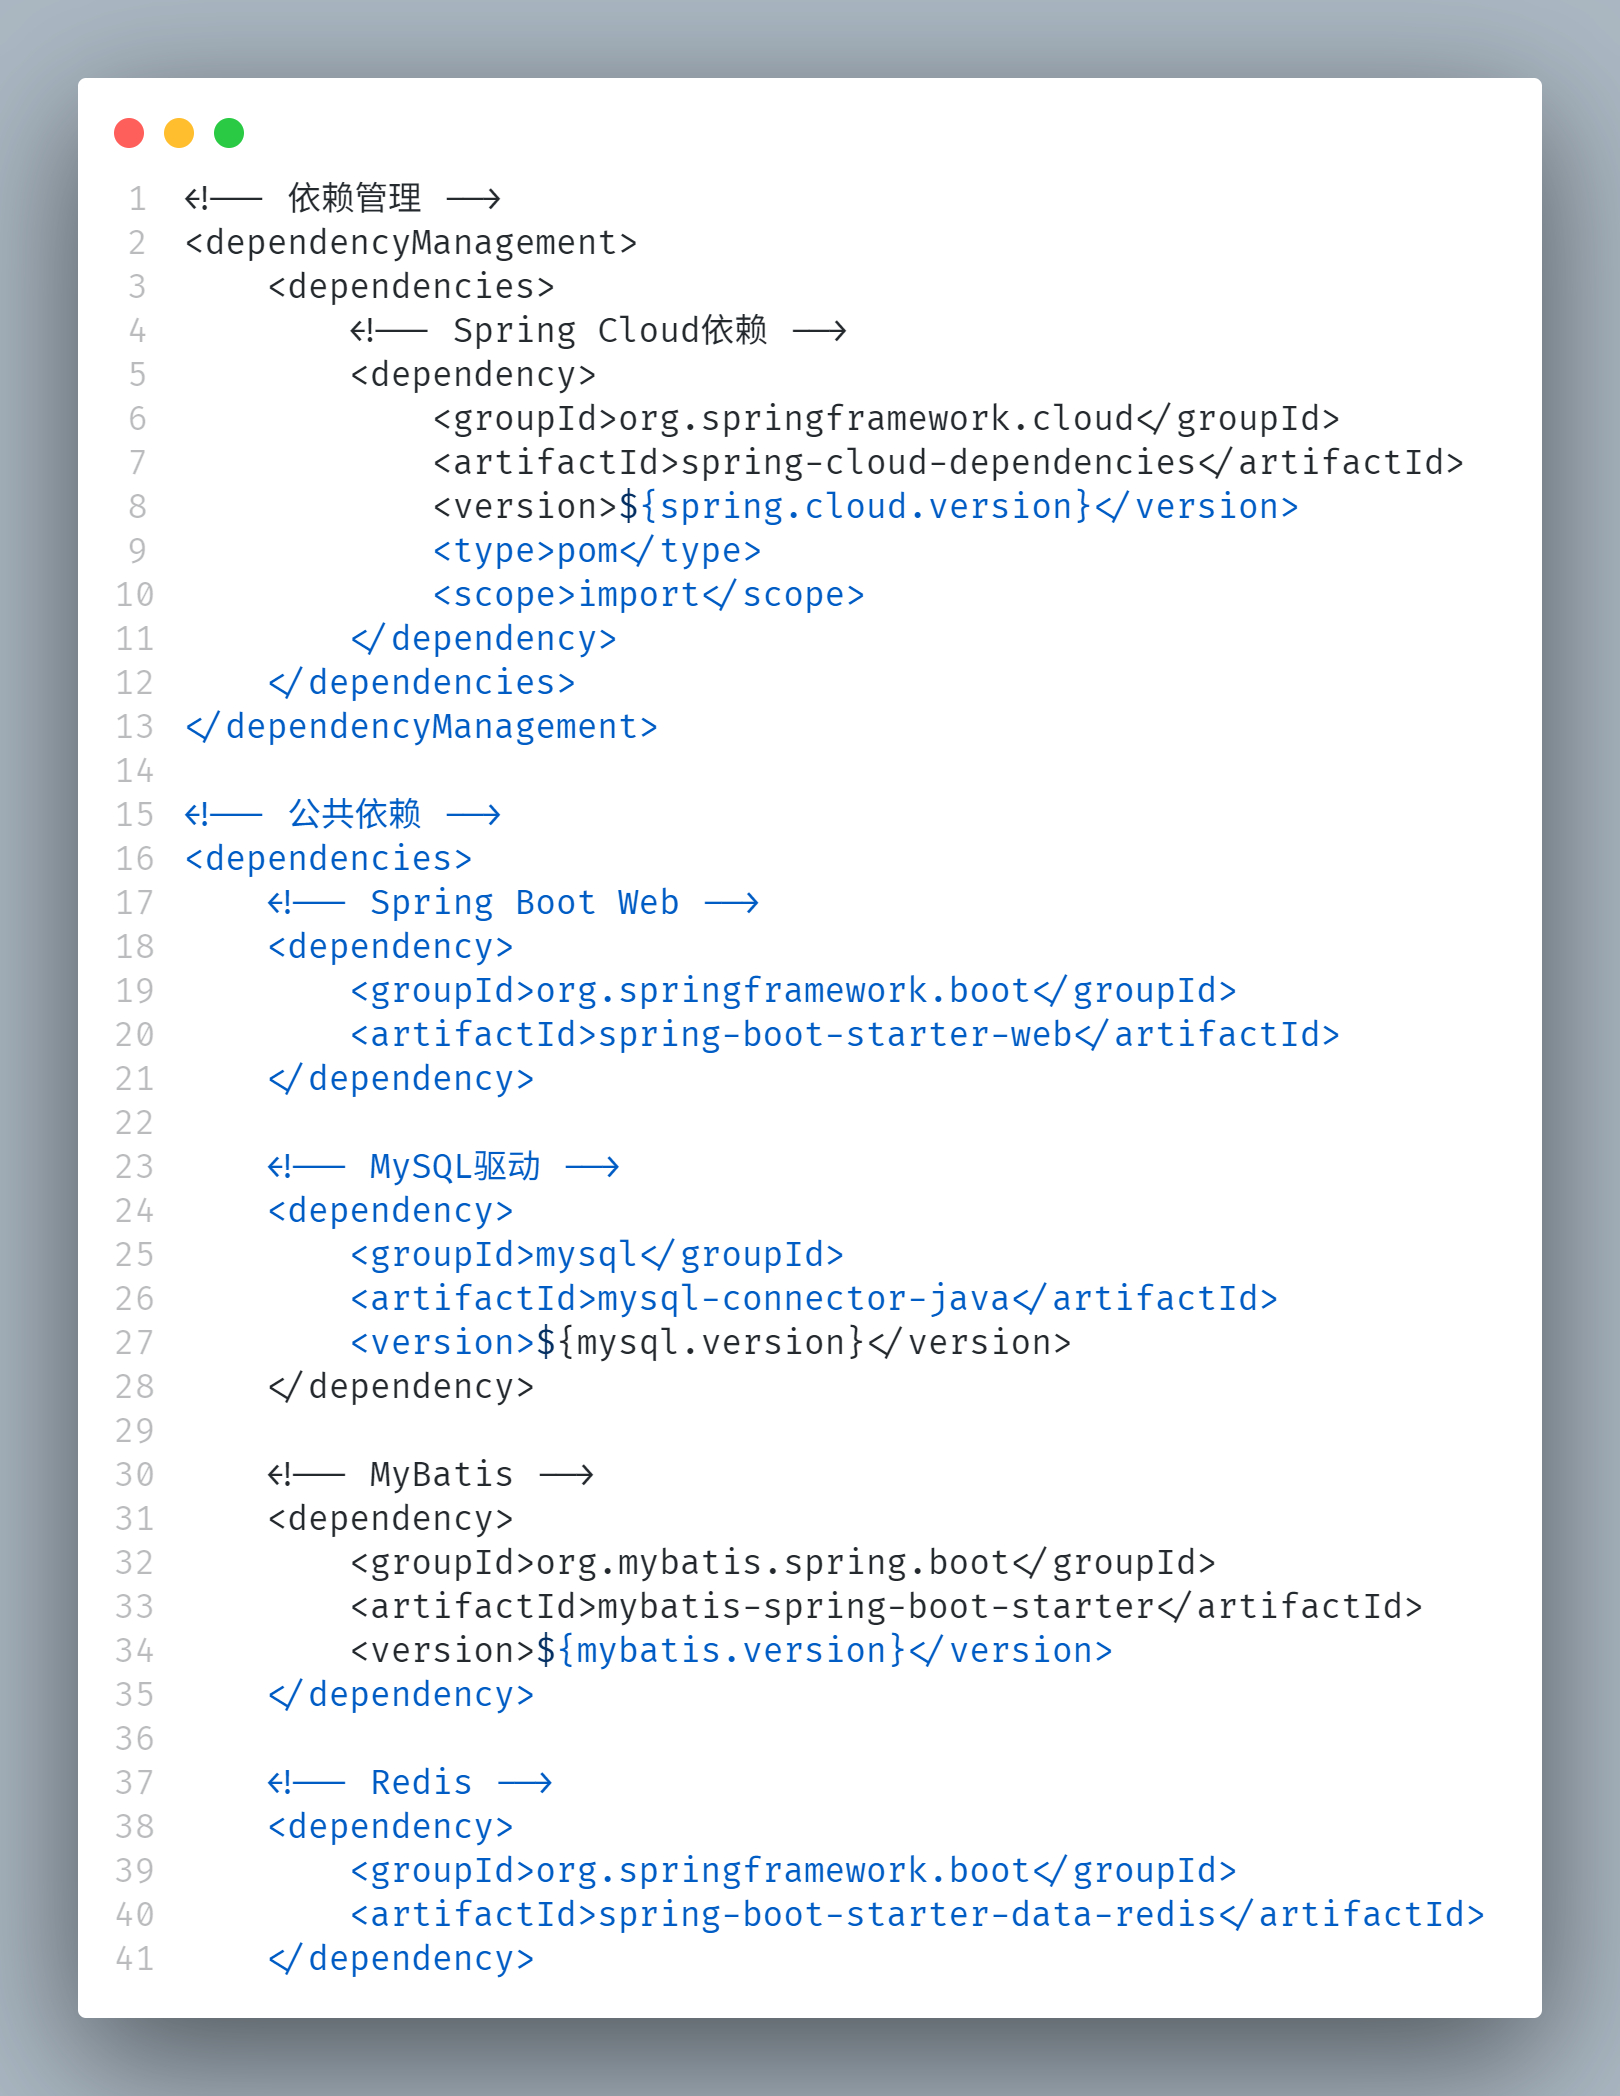 1 <!-- 依赖管理 -->
2 <dependencyManagement>
3     <dependencies>
4         <!-- Spring Cloud依赖 -->
5         <dependency>
6             <groupId>org.springframework.cloud</groupId>
7             <artifactId>spring-cloud-dependencies</artifactId>
8             <version>${spring.cloud.version}</version>
9             <type>pom</type>
10             <scope>import</scope>
11         </dependency>
12     </dependencies>
13 </dependencyManagement>
14
15 <!-- 公共依赖 -->
16 <dependencies>
17     <!-- Spring Boot Web -->
18     <dependency>
19         <groupId>org.springframework.boot</groupId>
20         <artifactId>spring-boot-starter-web</artifactId>
21     </dependency>
22
23     <!-- MySQL驱动 -->
24     <dependency>
25         <groupId>mysql</groupId>
26         <artifactId>mysql-connector-java</artifactId>
27         <version>${mysql.version}</version>
28     </dependency>
29
30     <!-- MyBatis -->
31     <dependency>
32         <groupId>org.mybatis.spring.boot</groupId>
33         <artifactId>mybatis-spring-boot-starter</artifactId>
34         <version>${mybatis.version}</version>
35     </dependency>
36
37     <!-- Redis -->
38     <dependency>
39         <groupId>org.springframework.boot</groupId>
40         <artifactId>spring-boot-starter-data-redis</artifactId>
41     </dependency>